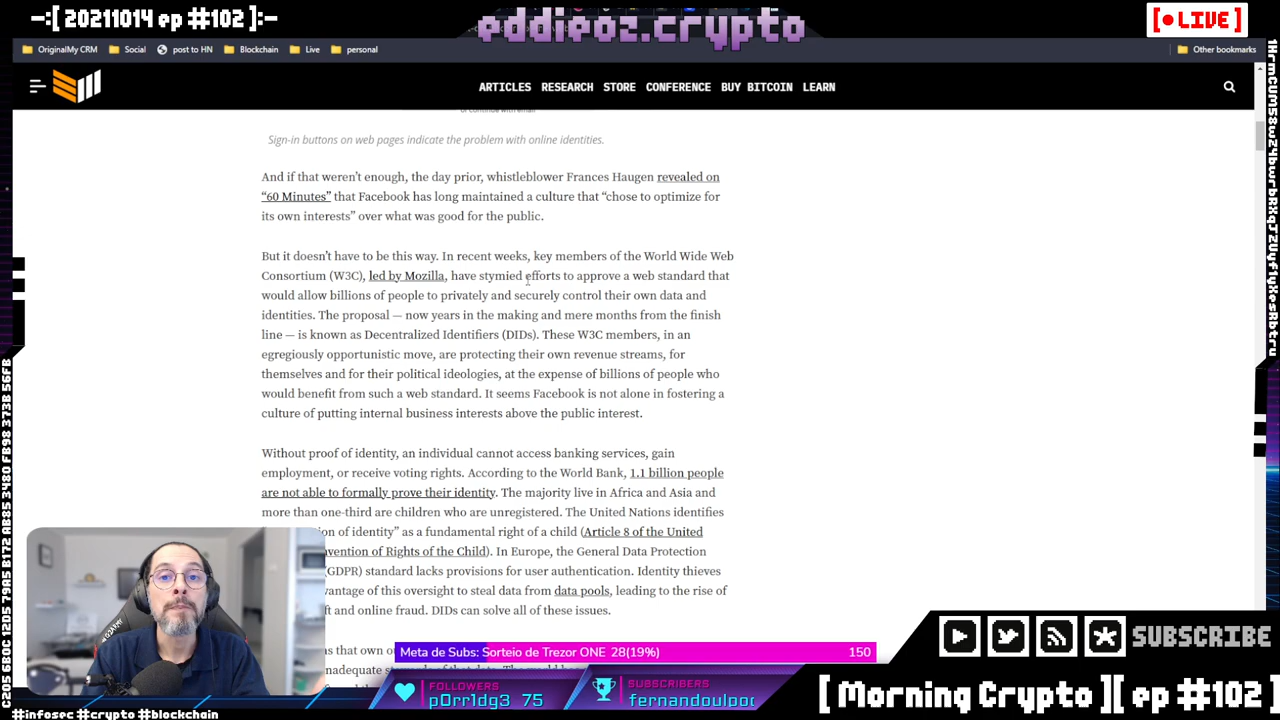 -:[ 20211014 ep #102 ]:-
eddieoz.crypto
[•LIVE]
OriginalMy CRM
Social
post to HN
Blockchain
Live
personal
Other bookmarks
ARTICLES RESEARCH STORE CONFERENCE BUY BITCOIN LEARN
or continue with email
Sign-in buttons on web pages indicate the problem with online identities.
And if that weren’t enough, the day prior, whistleblower Frances Haugen revealed on
“60 Minutes” that Facebook has long maintained a culture that “chose to optimize for
its own interests” over what was good for the public.
But it doesn’t have to be this way. In recent weeks, key members of the World Wide Web
Consortium (W3C), led by Mozilla, have stymied efforts to approve a web standard that
would allow billions of people to privately and securely control their own data and
identities. The proposal — now years in the making and mere months from the finish
line — is known as Decentralized Identifiers (DIDs). These W3C members, in an
egregiously opportunistic move, are protecting their own revenue streams, for
themselves and for their political ideologies, at the expense of billions of people who
would benefit from such a web standard. It seems Facebook is not alone in fostering a
culture of putting internal business interests above the public interest.
Without proof of identity, an individual cannot access banking services, gain
employment, or receive voting rights. According to the World Bank, 1.1 billion people
are not able to formally prove their identity. The majority live in Africa and Asia and
more than one-third are children who are unregistered. The United Nations identifies
on of identity” as a fundamental right of a child (Article 8 of the United
vention of Rights of the Child). In Europe, the General Data Protection
(GDPR) standard lacks provisions for user authentication. Identity thieves
vantage of this oversight to steal data from data pools, leading to the rise of
ft and online fraud. DIDs can solve all of these issues.
Meta de Subs: Sorteio de Trezor ONE 28(19%) 150
FOLLOWERS
p0rr1dg3_75
SUBSCRIBERS
fernandoulpoc
SUBSCRIBE
[ Morning Crypto ][ ep #102 ]
#infosec #crypto #blockchain